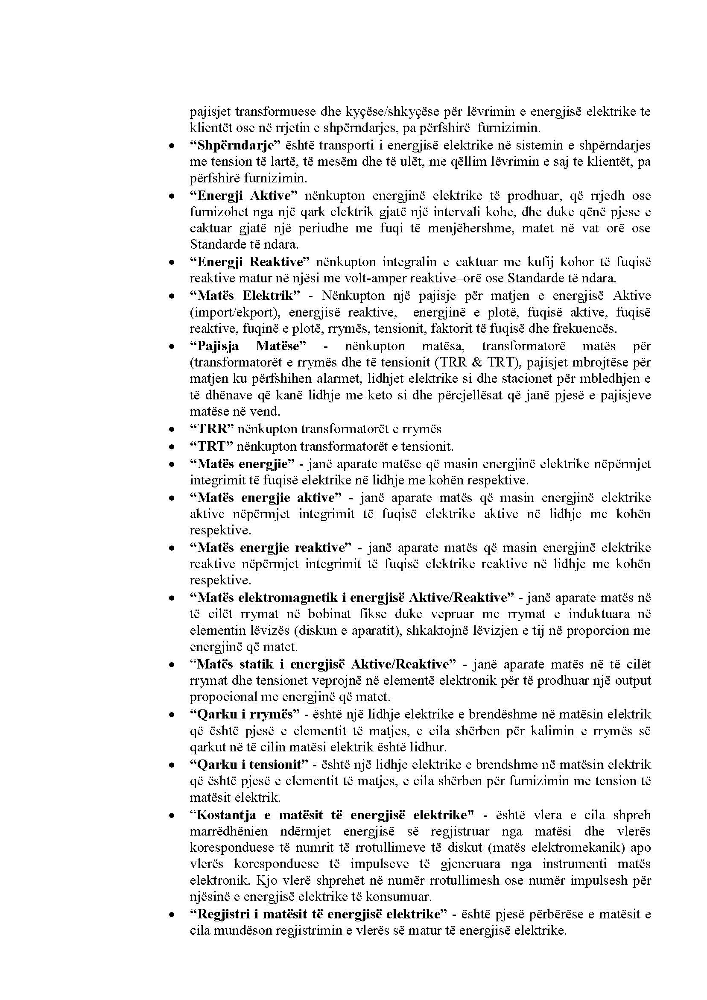 pajisjet transformuese dhe kyçëse/shkyçëse për lëvrimin e energjisë elektrike te
klientët ose në rrjetin e shpërndarjes, pa përfshirë  furnizimin.
• “Shpërndarje” është transporti i energjisë elektrike në sistemin e shpërndarjes
me tension të lartë, të mesëm dhe të ulët, me qëllim lëvrimin e saj te klientët, pa
përfshirë furnizimin.
• “Energji Aktive” nënkupton energjinë elektrike të prodhuar, që rrjedh ose
furnizohet nga një qark elektrik gjatë një intervali kohe, dhe duke qënë pjese e
caktuar gjatë një periudhe me fuqi të menjëhershme, matet në vat orë ose
Standarde të ndara.
• “Energji Reaktive” nënkupton integralin e caktuar me kufij kohor të fuqisë
reaktive matur në njësi me volt-amper reaktive–orë ose Standarde të ndara.
• “Matës Elektrik” - Nënkupton një pajisje për matjen e energjisë Aktive
(import/ekport), energjisë reaktive,  energjinë e plotë, fuqisë aktive, fuqisë
reaktive, fuqinë e plotë, rrymës, tensionit, faktorit të fuqisë dhe frekuencës.
• “Pajisja Matëse” - nënkupton matësa, transformatorë matës për
(transformatorët e rrymës dhe të tensionit (TRR & TRT), pajisjet mbrojtëse për
matjen ku përfshihen alarmet, lidhjet elektrike si dhe stacionet për mbledhjen e
të dhënave që kanë lidhje me keto si dhe përcjellësat që janë pjesë e pajisjeve
matëse në vend.
• “TRR” nënkupton transformatorët e rrymës
• “TRT” nënkupton transformatorët e tensionit.
• “Matës energjie” - janë aparate matëse që masin energjinë elektrike nëpërmjet
integrimit të fuqisë elektrike në lidhje me kohën respektive.
• “Matës energjie aktive” - janë aparate matës që masin energjinë elektrike
aktive nëpërmjet integrimit të fuqisë elektrike aktive në lidhje me kohën
respektive.
• “Matës energjie reaktive” - janë aparate matës që masin energjinë elektrike
reaktive nëpërmjet integrimit të fuqisë elektrike reaktive në lidhje me kohën
respektive.
• “Matës elektromagnetik i energjisë Aktive/Reaktive” - janë aparate matës në
të cilët rrymat në bobinat fikse duke vepruar me rrymat e induktuara në
elementin lëvizës (diskun e aparatit), shkaktojnë lëvizjen e tij në proporcion me
energjinë që matet.
• “Matës statik i energjisë Aktive/Reaktive” - janë aparate matës në të cilët
rrymat dhe tensionet veprojnë në elementë elektronik për të prodhuar një output
propocional me energjinë që matet.
• “Qarku i rrymës” - është një lidhje elektrike e brendëshme në matësin elektrik
që është pjesë e elementit të matjes, e cila shërben për kalimin e rrymës së
qarkut në të cilin matësi elektrik është lidhur.
• “Qarku i tensionit” - është një lidhje elektrike e brendshme në matësin elektrik
që është pjesë e elementit të matjes, e cila shërben për furnizimin me tension të
matësit elektrik.
• “Kostantja e matësit të energjisë elektrike" - është vlera e cila shpreh
marrëdhënien ndërmjet energjisë së regjistruar nga matësi dhe vlerës
koresponduese të numrit të rrotullimeve të diskut (matës elektromekanik) apo
vlerës koresponduese të impulseve të gjeneruara nga instrumenti matës
elektronik. Kjo vlerë shprehet në numër rrotullimesh ose numër impulsesh për
njësinë e energjisë elektrike të konsumuar.
• “Regjistri i matësit të energjisë elektrike” - është pjesë përbërëse e matësit e
cila mundëson regjistrimin e vlerës së matur të energjisë elektrike.